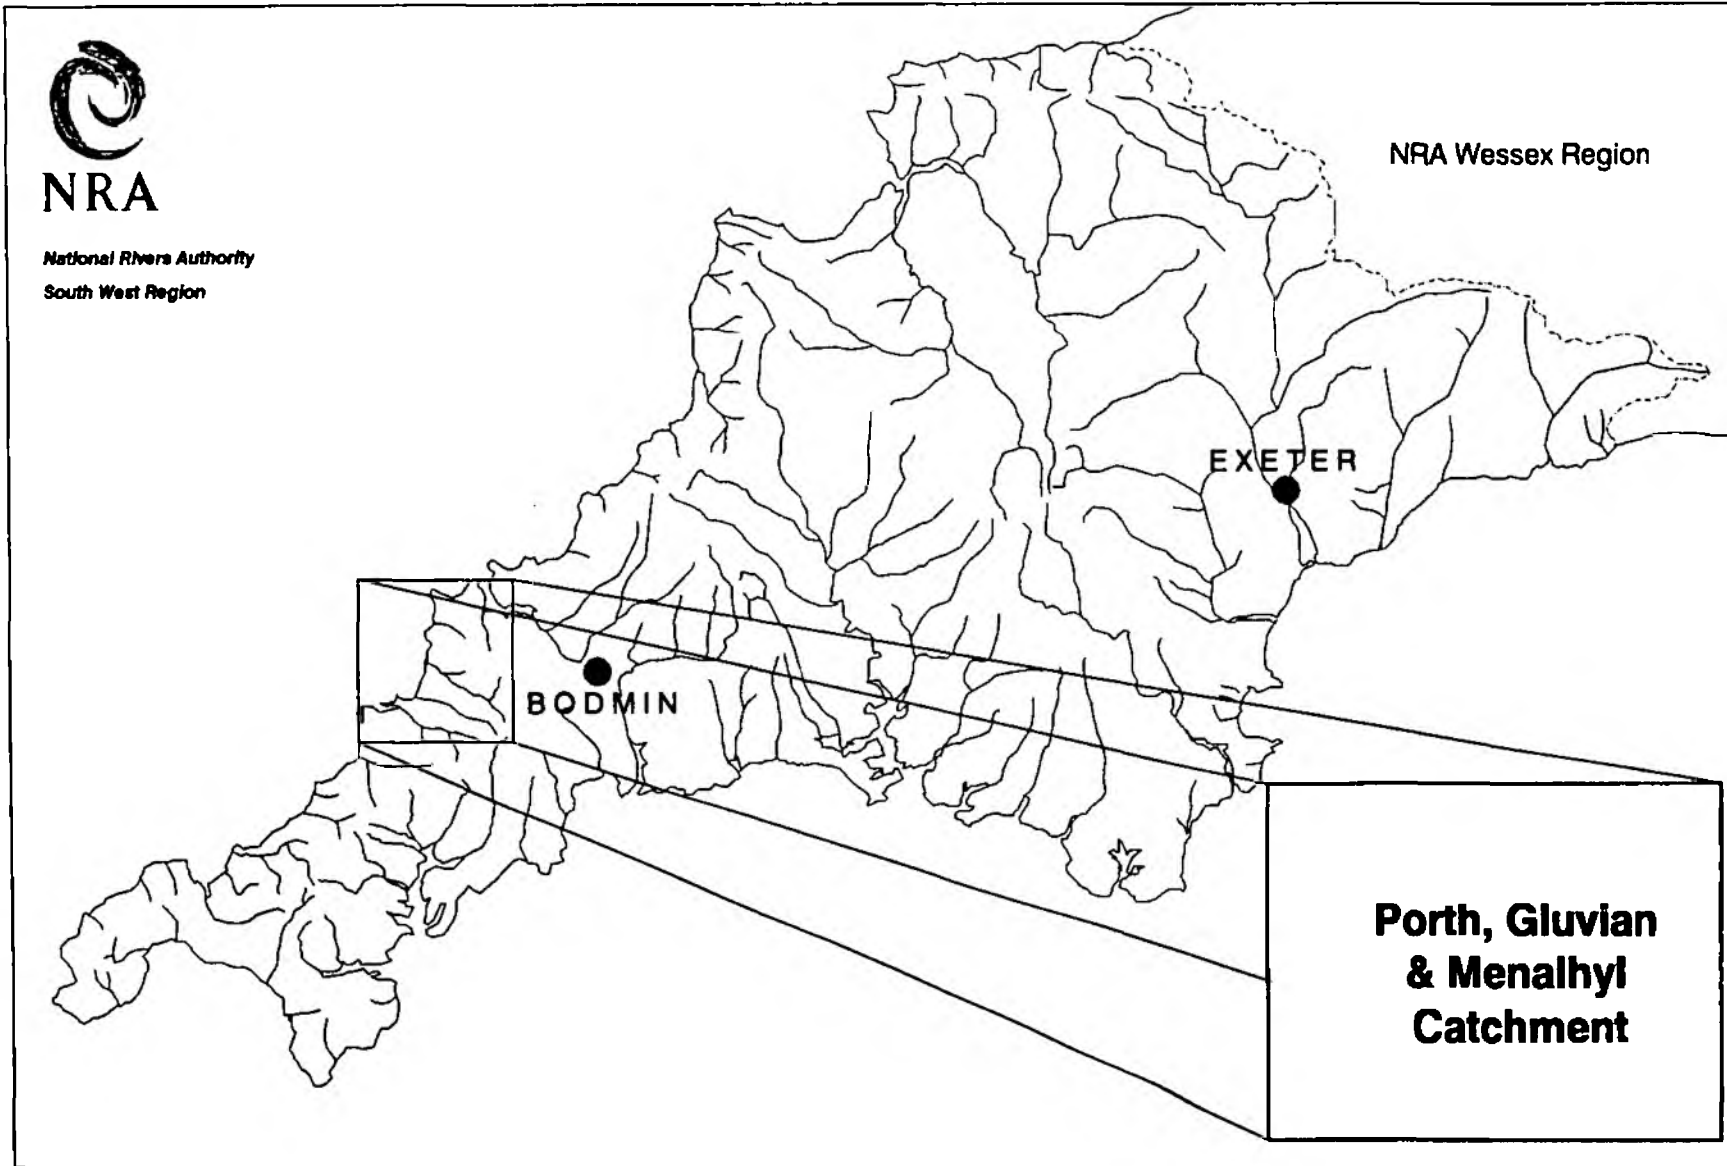 NRA
National Rivers Authority
South West Region
NRA Wessex Region
EXETER
BODMIN
Porth, Gluvian
& Menalhyl
Catchment